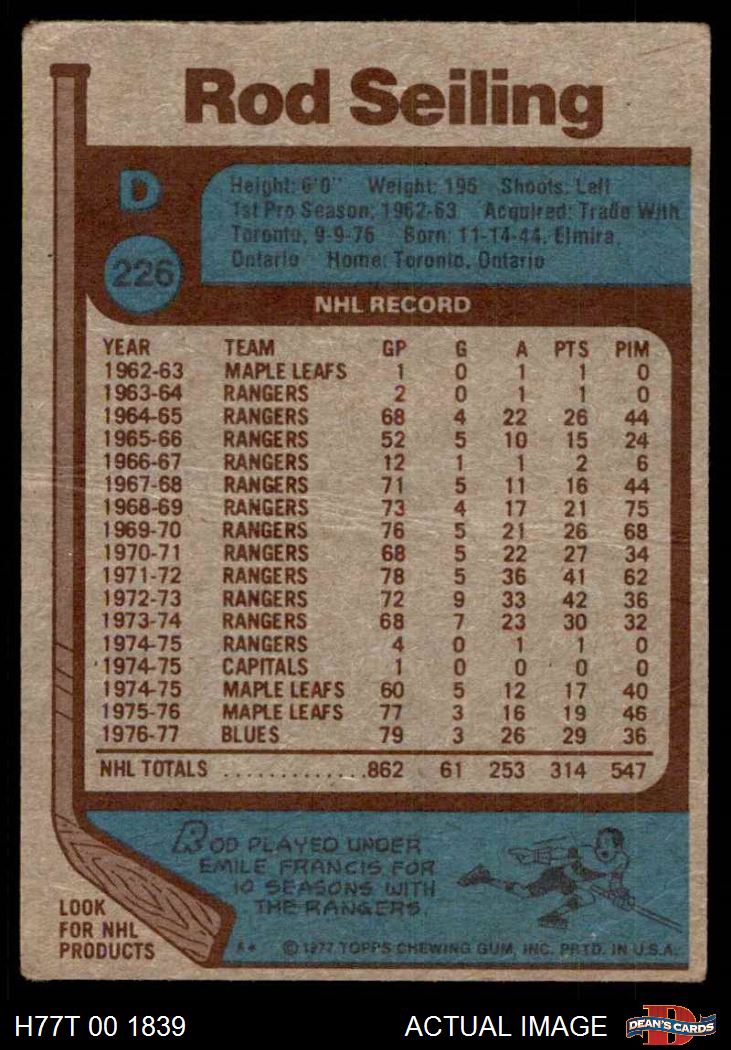 Rod Seiling
D
226
Height: 6'0" Weight: 195 Shoots: Left
1st Pro Season: 1962-63 Acquired: Trade With
Toronto, 9-9-76 Born: 11-14-44, Elmira,
Ontario Home: Toronto, Ontario
NHL RECORD
YEAR TEAM GP G A PTS PIM
1962-63 MAPLE LEAFS 1 0 1 1 0
1963-64 RANGERS 2 0 1 1 0
1964-65 RANGERS 68 4 22 26 44
1965-66 RANGERS 52 5 10 15 24
1966-67 RANGERS 12 1 1 2 6
1967-68 RANGERS 71 5 11 16 44
1968-69 RANGERS 73 4 17 21 75
1969-70 RANGERS 76 5 21 26 68
1970-71 RANGERS 68 5 22 27 34
1971-72 RANGERS 78 5 36 41 62
1972-73 RANGERS 72 9 33 42 36
1973-74 RANGERS 68 7 23 30 32
1974-75 RANGERS 4 0 1 1 0
1974-75 CAPITALS 1 0 0 0 0
1974-75 MAPLE LEAFS 60 5 12 17 40
1975-76 MAPLE LEAFS 77 3 16 19 46
1976-77 BLUES 79 3 26 29 36
NHL TOTALS .............862 61 253 314 547
ROD PLAYED UNDER
EMILE FRANCIS FOR
10 SEASONS WITH
THE RANGERS.
LOOK
FOR NHL
PRODUCTS
©1977 TOPPS CHEWING GUM, INC. PRTD. IN U.S.A.
H77T 00 1839 ACTUAL IMAGE DEAN'S CARDS